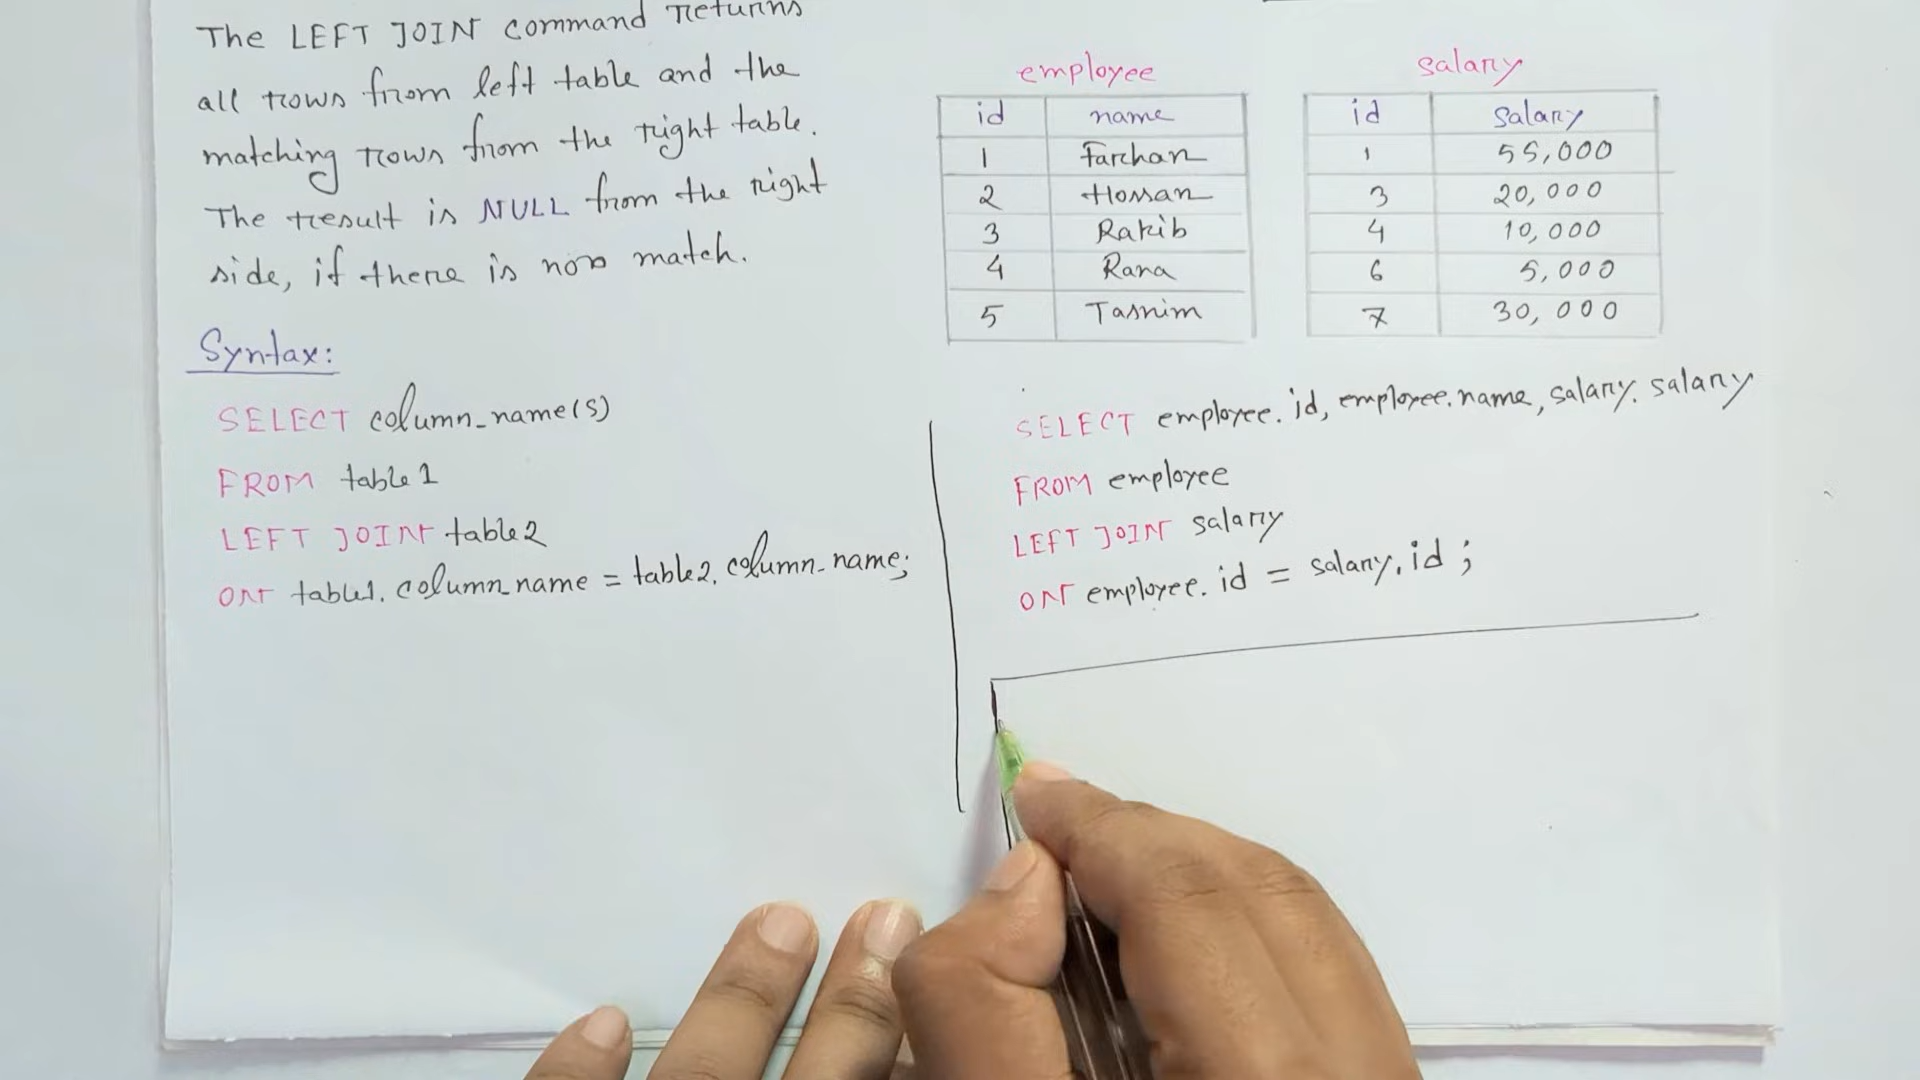 The LEFT JOIN command returns
all rows from left table and the
matching rows from the right table.
The result is NULL from the right
side, if there is no match.
employee
id name
1 Farhan
2 Hossan
3 Rakib
4 Rana
5 Tasnim
salary
id salary
1 55,000
3 20,000
4 10,000
6 5,000
7 30,000
Syntax:
SELECT column_name(s)
FROM table1
LEFT JOIN table2
ON table1.column_name = table2.column_name;
SELECT employee.id, employee.name, salary.salary
FROM employee
LEFT JOIN salary
ON employee.id = salary.id;